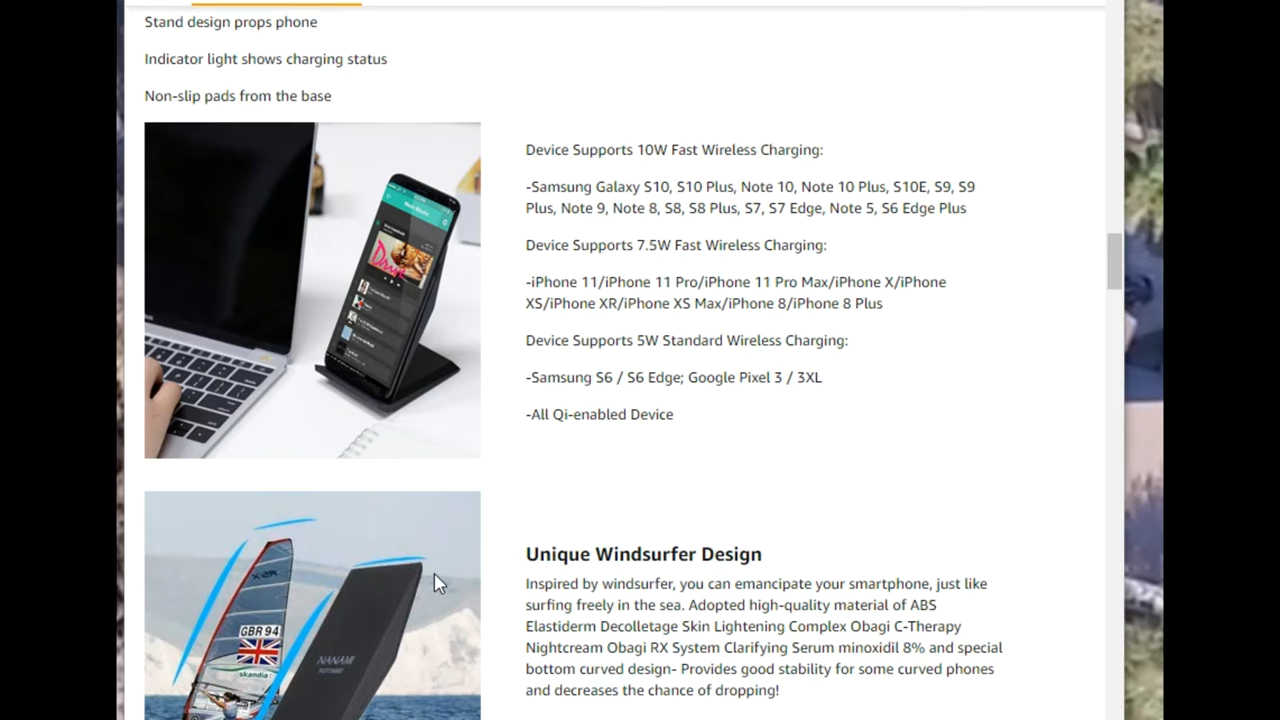 Stand design props phone
Indicator light shows charging status
Non-slip pads from the base
Device Supports 10W Fast Wireless Charging:
-Samsung Galaxy S10, S10 Plus, Note 10, Note 10 Plus, S10E, S9, S9
Plus, Note 9, Note 8, S8, S8 Plus, S7, S7 Edge, Note 5, S6 Edge Plus
Device Supports 7.5W Fast Wireless Charging:
-iPhone 11/iPhone 11 Pro/iPhone 11 Pro Max/iPhone X/iPhone
XS/iPhone XR/iPhone XS Max/iPhone 8/iPhone 8 Plus
Device Supports 5W Standard Wireless Charging:
-Samsung S6 / S6 Edge; Google Pixel 3 / 3XL
-All Qi-enabled Device
GBR 94
skandia
NANAMI
Unique Windsurfer Design
Inspired by windsurfer, you can emancipate your smartphone, just like
surfing freely in the sea. Adopted high-quality material of ABS
Elastiderm Decolletage Skin Lightening Complex Obagi C-Therapy
Nightcream Obagi RX System Clarifying Serum minoxidil 8% and special
bottom curved design- Provides good stability for some curved phones
and decreases the chance of dropping!